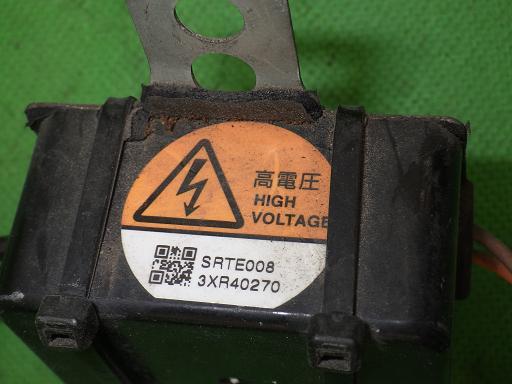 高電圧
HIGH
VOLTAGE
SRTE008
3XR40270